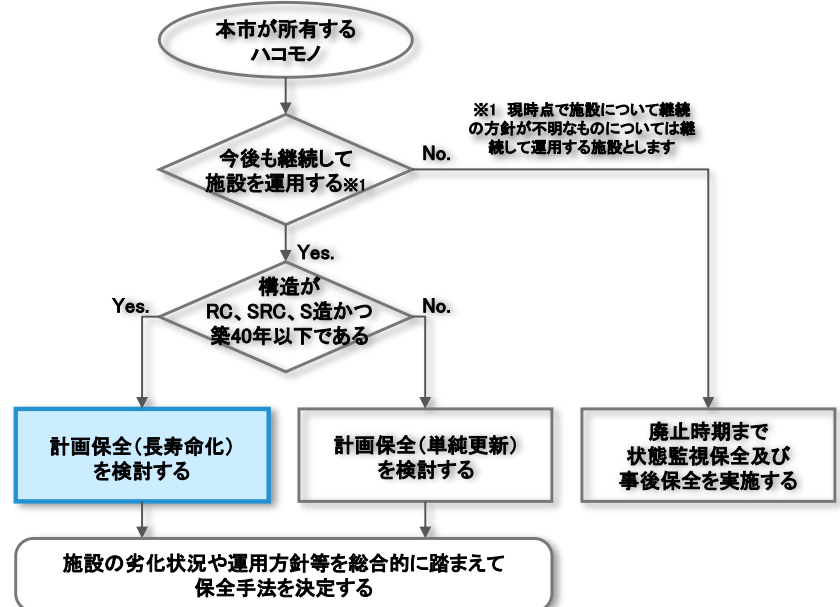 本市が所有する
ハコモノ
※1 現時点で施設について継続
の方針が不明なものについては継
続して運用する施設とします
今後も継続して
施設を運用する※1
No.
Yes.
構造が
RC、SRC、S造かつ
築40年以下である
Yes.
No.
計画保全(長寿命化)
を検討する
計画保全(単純更新)
を検討する
廃止時期まで
状態監視保全及び
事後保全を実施する
施設の劣化状況や運用方針等を総合的に踏まえて
保全手法を決定する